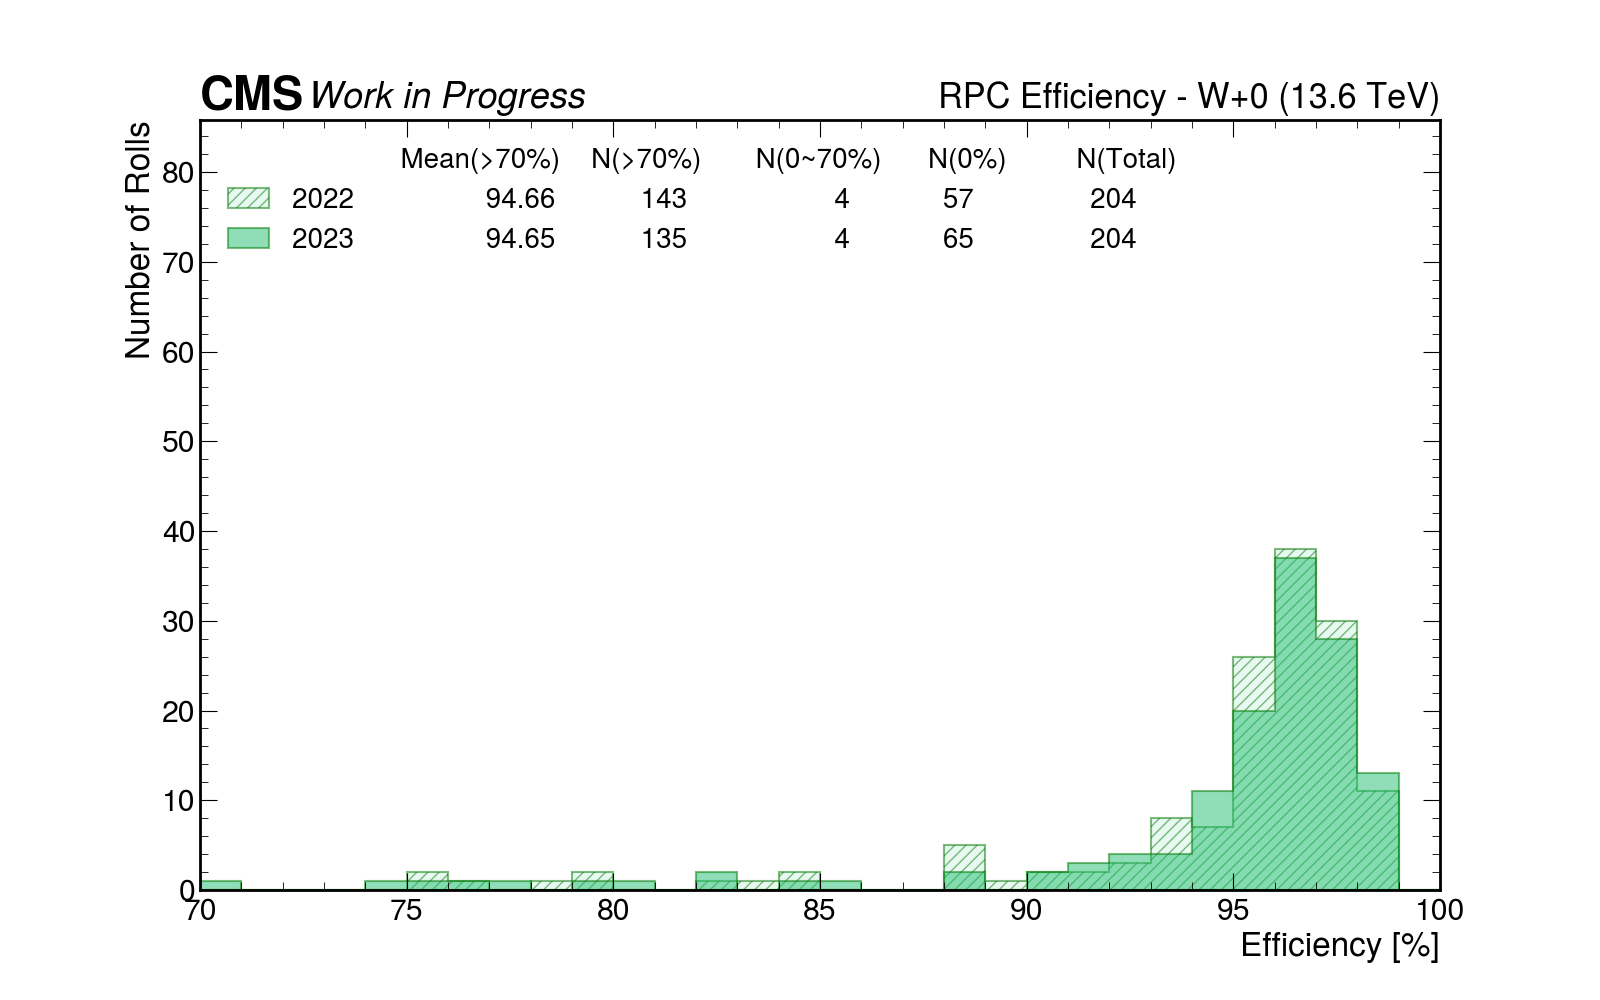 CMS Work in Progress RPC Efficiency - W+0 (13.6 TeV)
Number of Rolls
Mean(>70%) N(>70%) N(0~70%) N(0%) N(Total)
2022 94.66 143 4 57 204
2023 94.65 135 4 65 204
80
70
60
50
40
30
20
10
0
70 75 80 85 90 95 100
Efficiency [%]